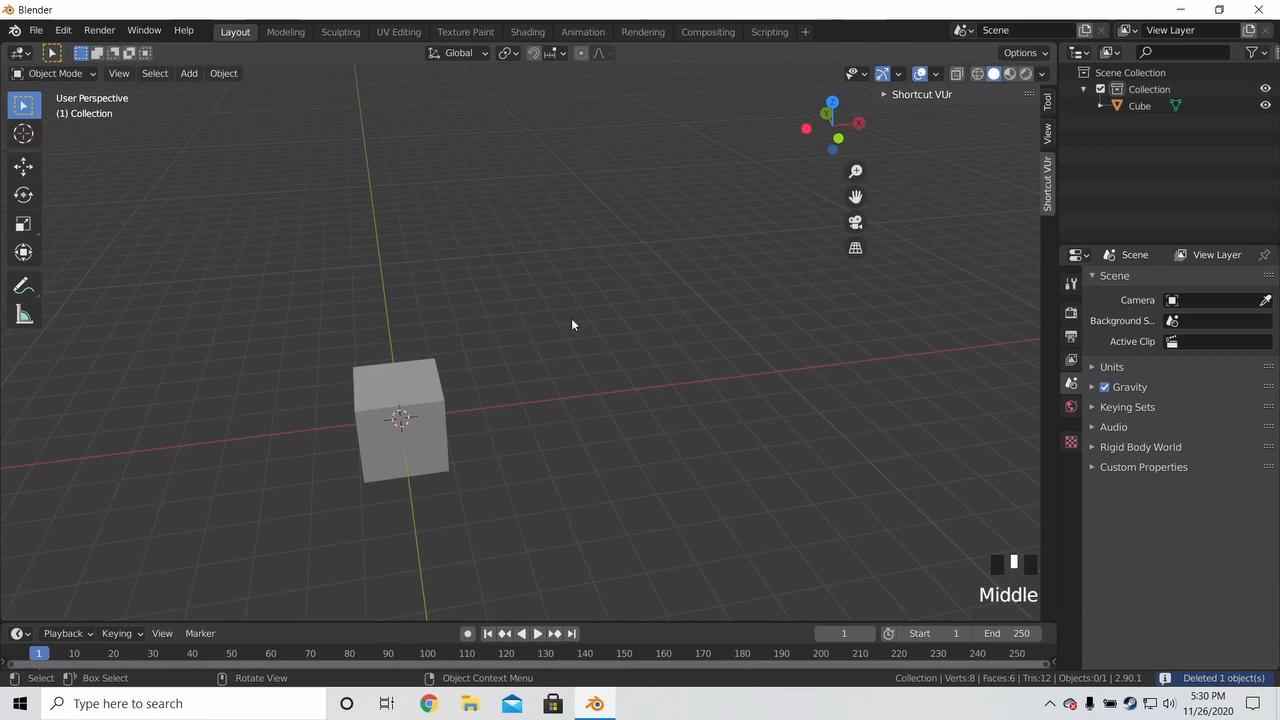 Blender
File Edit Render Window Help Layout Modeling Sculpting UV Editing Texture Paint Shading Animation Rendering Compositing Scripting + Scene View Layer
Global Options
Object Mode View Select Add Object
User Perspective
(1) Collection
Shortcut VUr
Z
Y
X
Tool
View
Shortcut VUr
Scene Collection
Collection
Cube
Scene View Layer
Scene
Camera
Background S...
Active Clip
Units
Gravity
Keying Sets
Audio
Rigid Body World
Custom Properties
Middle
Playback Keying View Marker 1 Start 1 End 250
1 10 20 30 40 50 60 70 80 90 100 110 120 130 140 150 160 170 180 190 200 210 220 230 240 250
Select Box Select Rotate View Object Context Menu Collection | Verts:8 | Faces:6 | Tris:12 | Objects:0/1 | 2.90.1 Deleted 1 object(s)
Type here to search
5:30 PM
11/26/2020